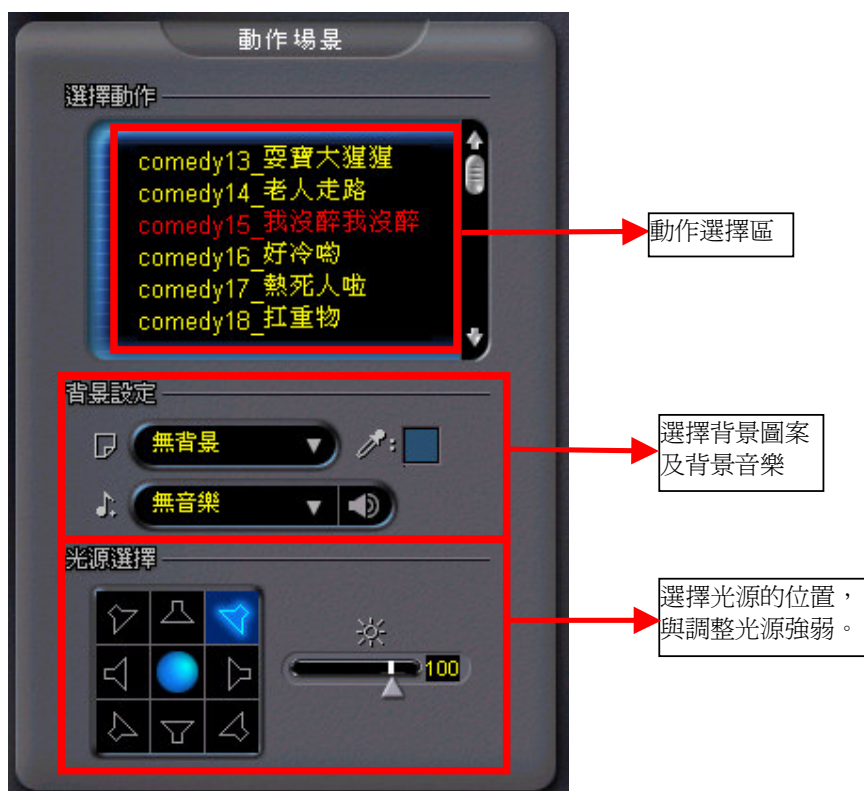 動作場景
選擇動作
comedy13_耍寶大猩猩
comedy14_老人走路
comedy15_我沒醉我沒醉
comedy16_好冷喲
comedy17_熱死人啦
comedy18_扛重物
動作選擇區
背景設定
無背景
:
無音樂
選擇背景圖案
及背景音樂
光源選擇
100
選擇光源的位置，
與調整光源強弱。